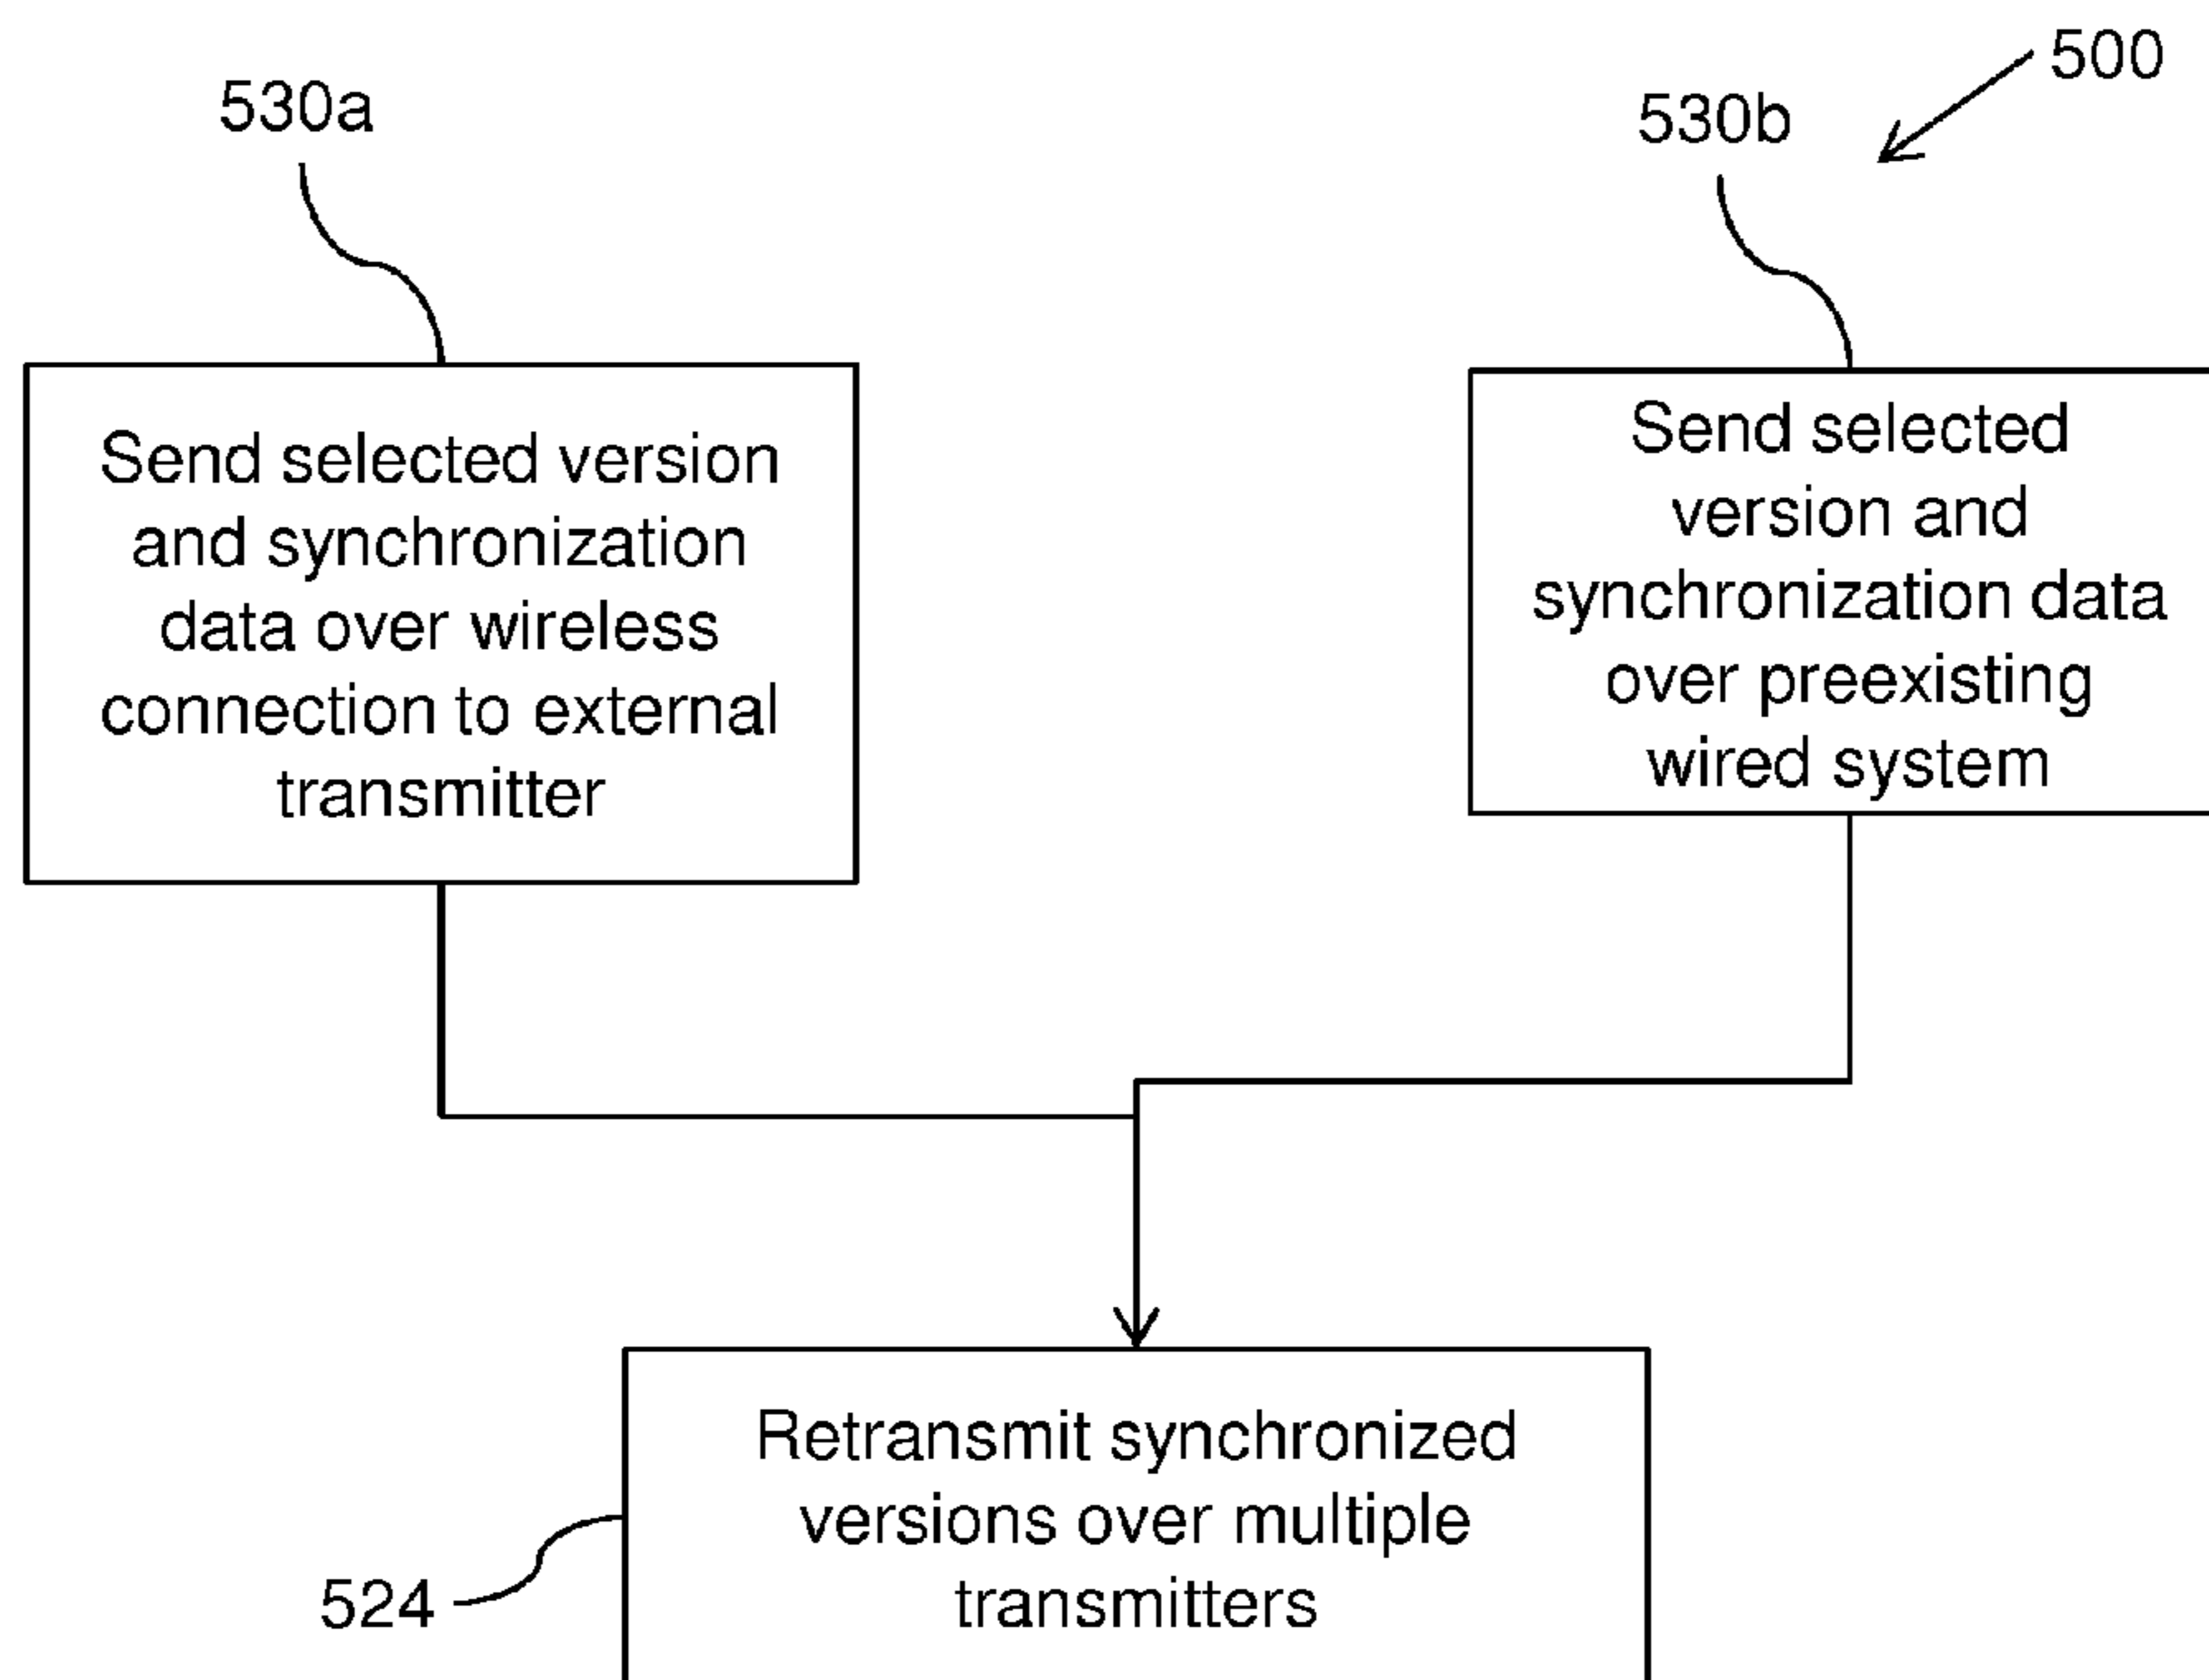 500
530a
530b
Send selected version
and synchronization
data over wireless
connection to external
transmitter
Send selected
version and
synchronization data
over preexisting
wired system
Retransmit synchronized
versions over multiple
transmitters
524